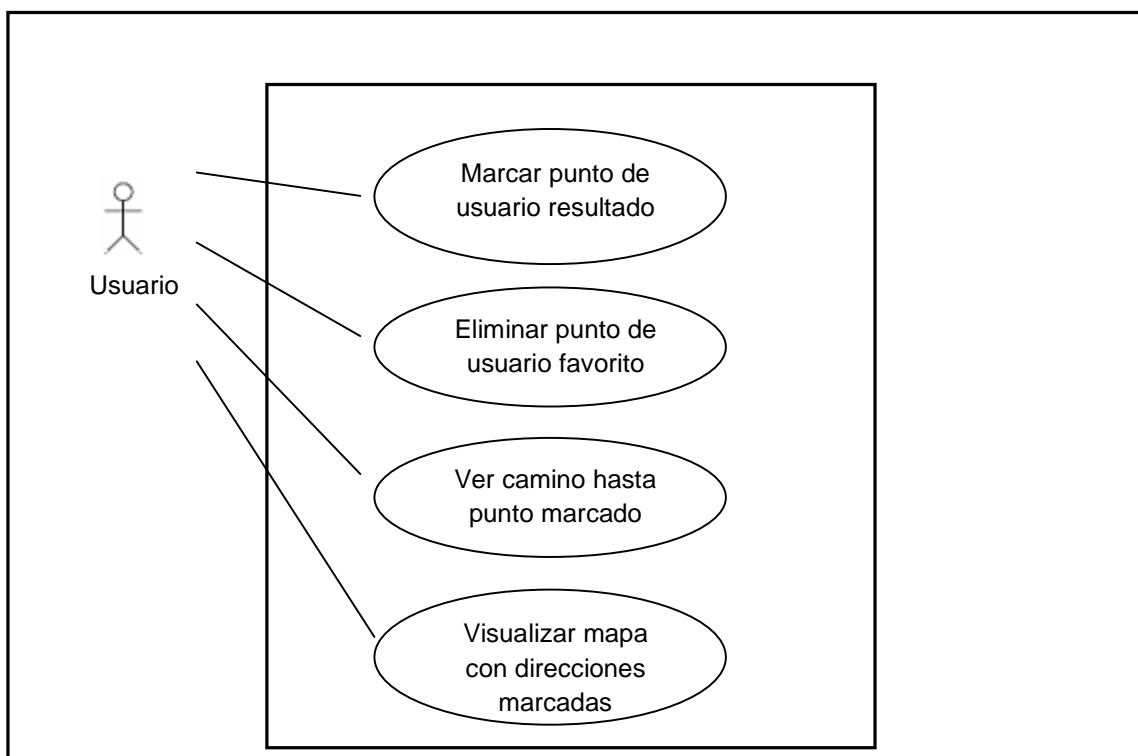 Marcar punto de
usuario resultado
Usuario
Eliminar punto de
usuario favorito
Ver camino hasta
punto marcado
Visualizar mapa
con direcciones
marcadas